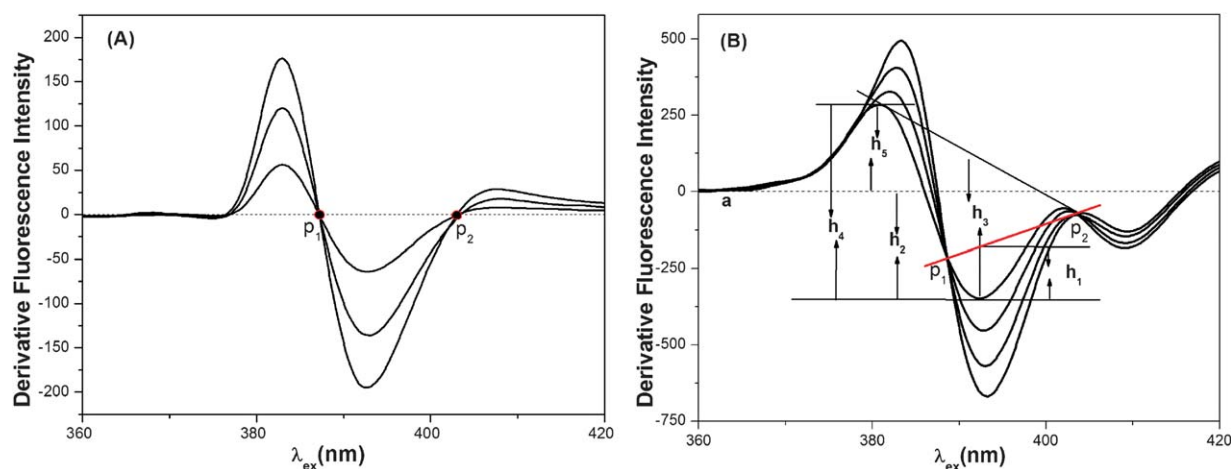 (A)
Derivative Fluorescence Intensity
200
150
100
50
0
-50
-100
-150
-200
p₁
p₂
360
380
400
420
λₑₓ(nm)
(B)
Derivative Fluorescence Intensity
500
250
0
-250
-500
-750
a
h₅
h₄
h₂
h₃
p₂
p₁
h₁
360
380
400
420
λₑₓ(nm)